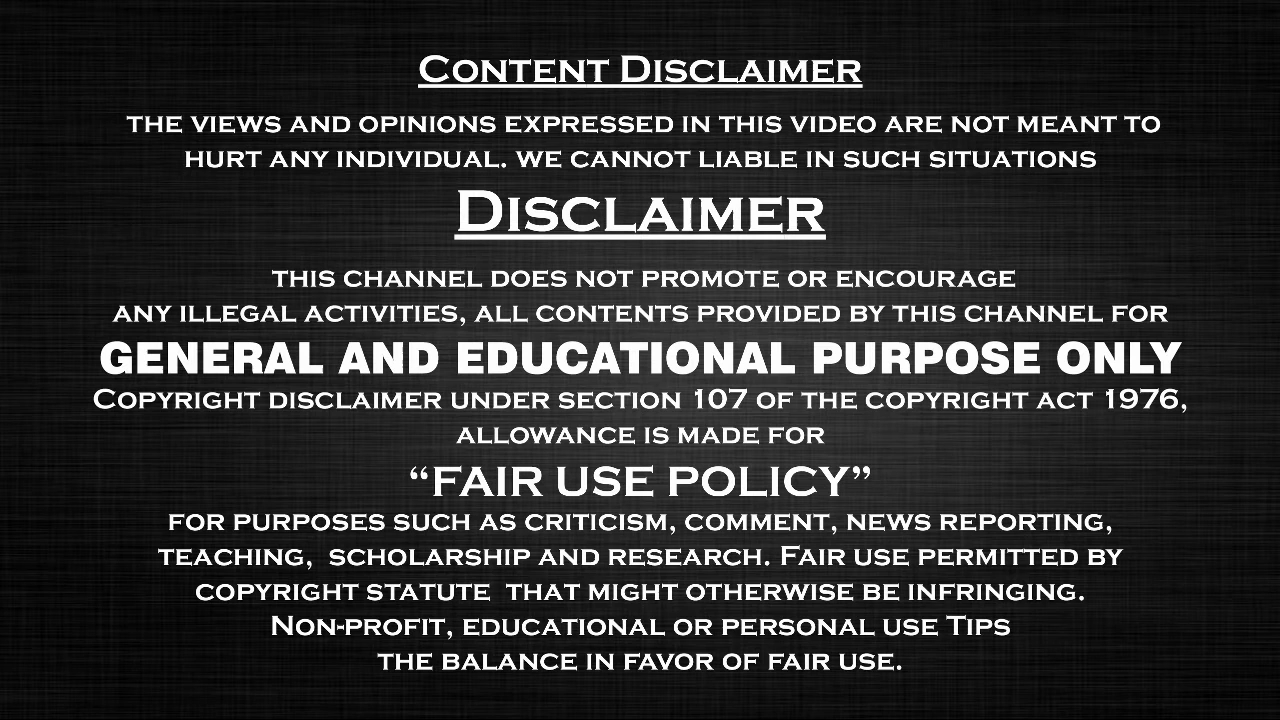 Content Disclaimer
THE VIEWS AND OPINIONS EXPRESSED IN THIS VIDEO ARE NOT MEANT TO
HURT ANY INDIVIDUAL. WE CANNOT LIABLE IN SUCH SITUATIONS
Disclaimer
THIS CHANNEL DOES NOT PROMOTE OR ENCOURAGE
ANY ILLEGAL ACTIVITIES, ALL CONTENTS PROVIDED BY THIS CHANNEL FOR
GENERAL AND EDUCATIONAL PURPOSE ONLY
Copyright disclaimer under section 107 of the copyright act 1976,
ALLOWANCE IS MADE FOR
“FAIR USE POLICY”
FOR PURPOSES SUCH AS CRITICISM, COMMENT, NEWS REPORTING,
TEACHING, SCHOLARSHIP AND RESEARCH. Fair use permitted by
COPYRIGHT STATUTE THAT MIGHT OTHERWISE BE INFRINGING.
Non-profit, educational or personal use Tips
THE BALANCE IN FAVOR OF FAIR USE.